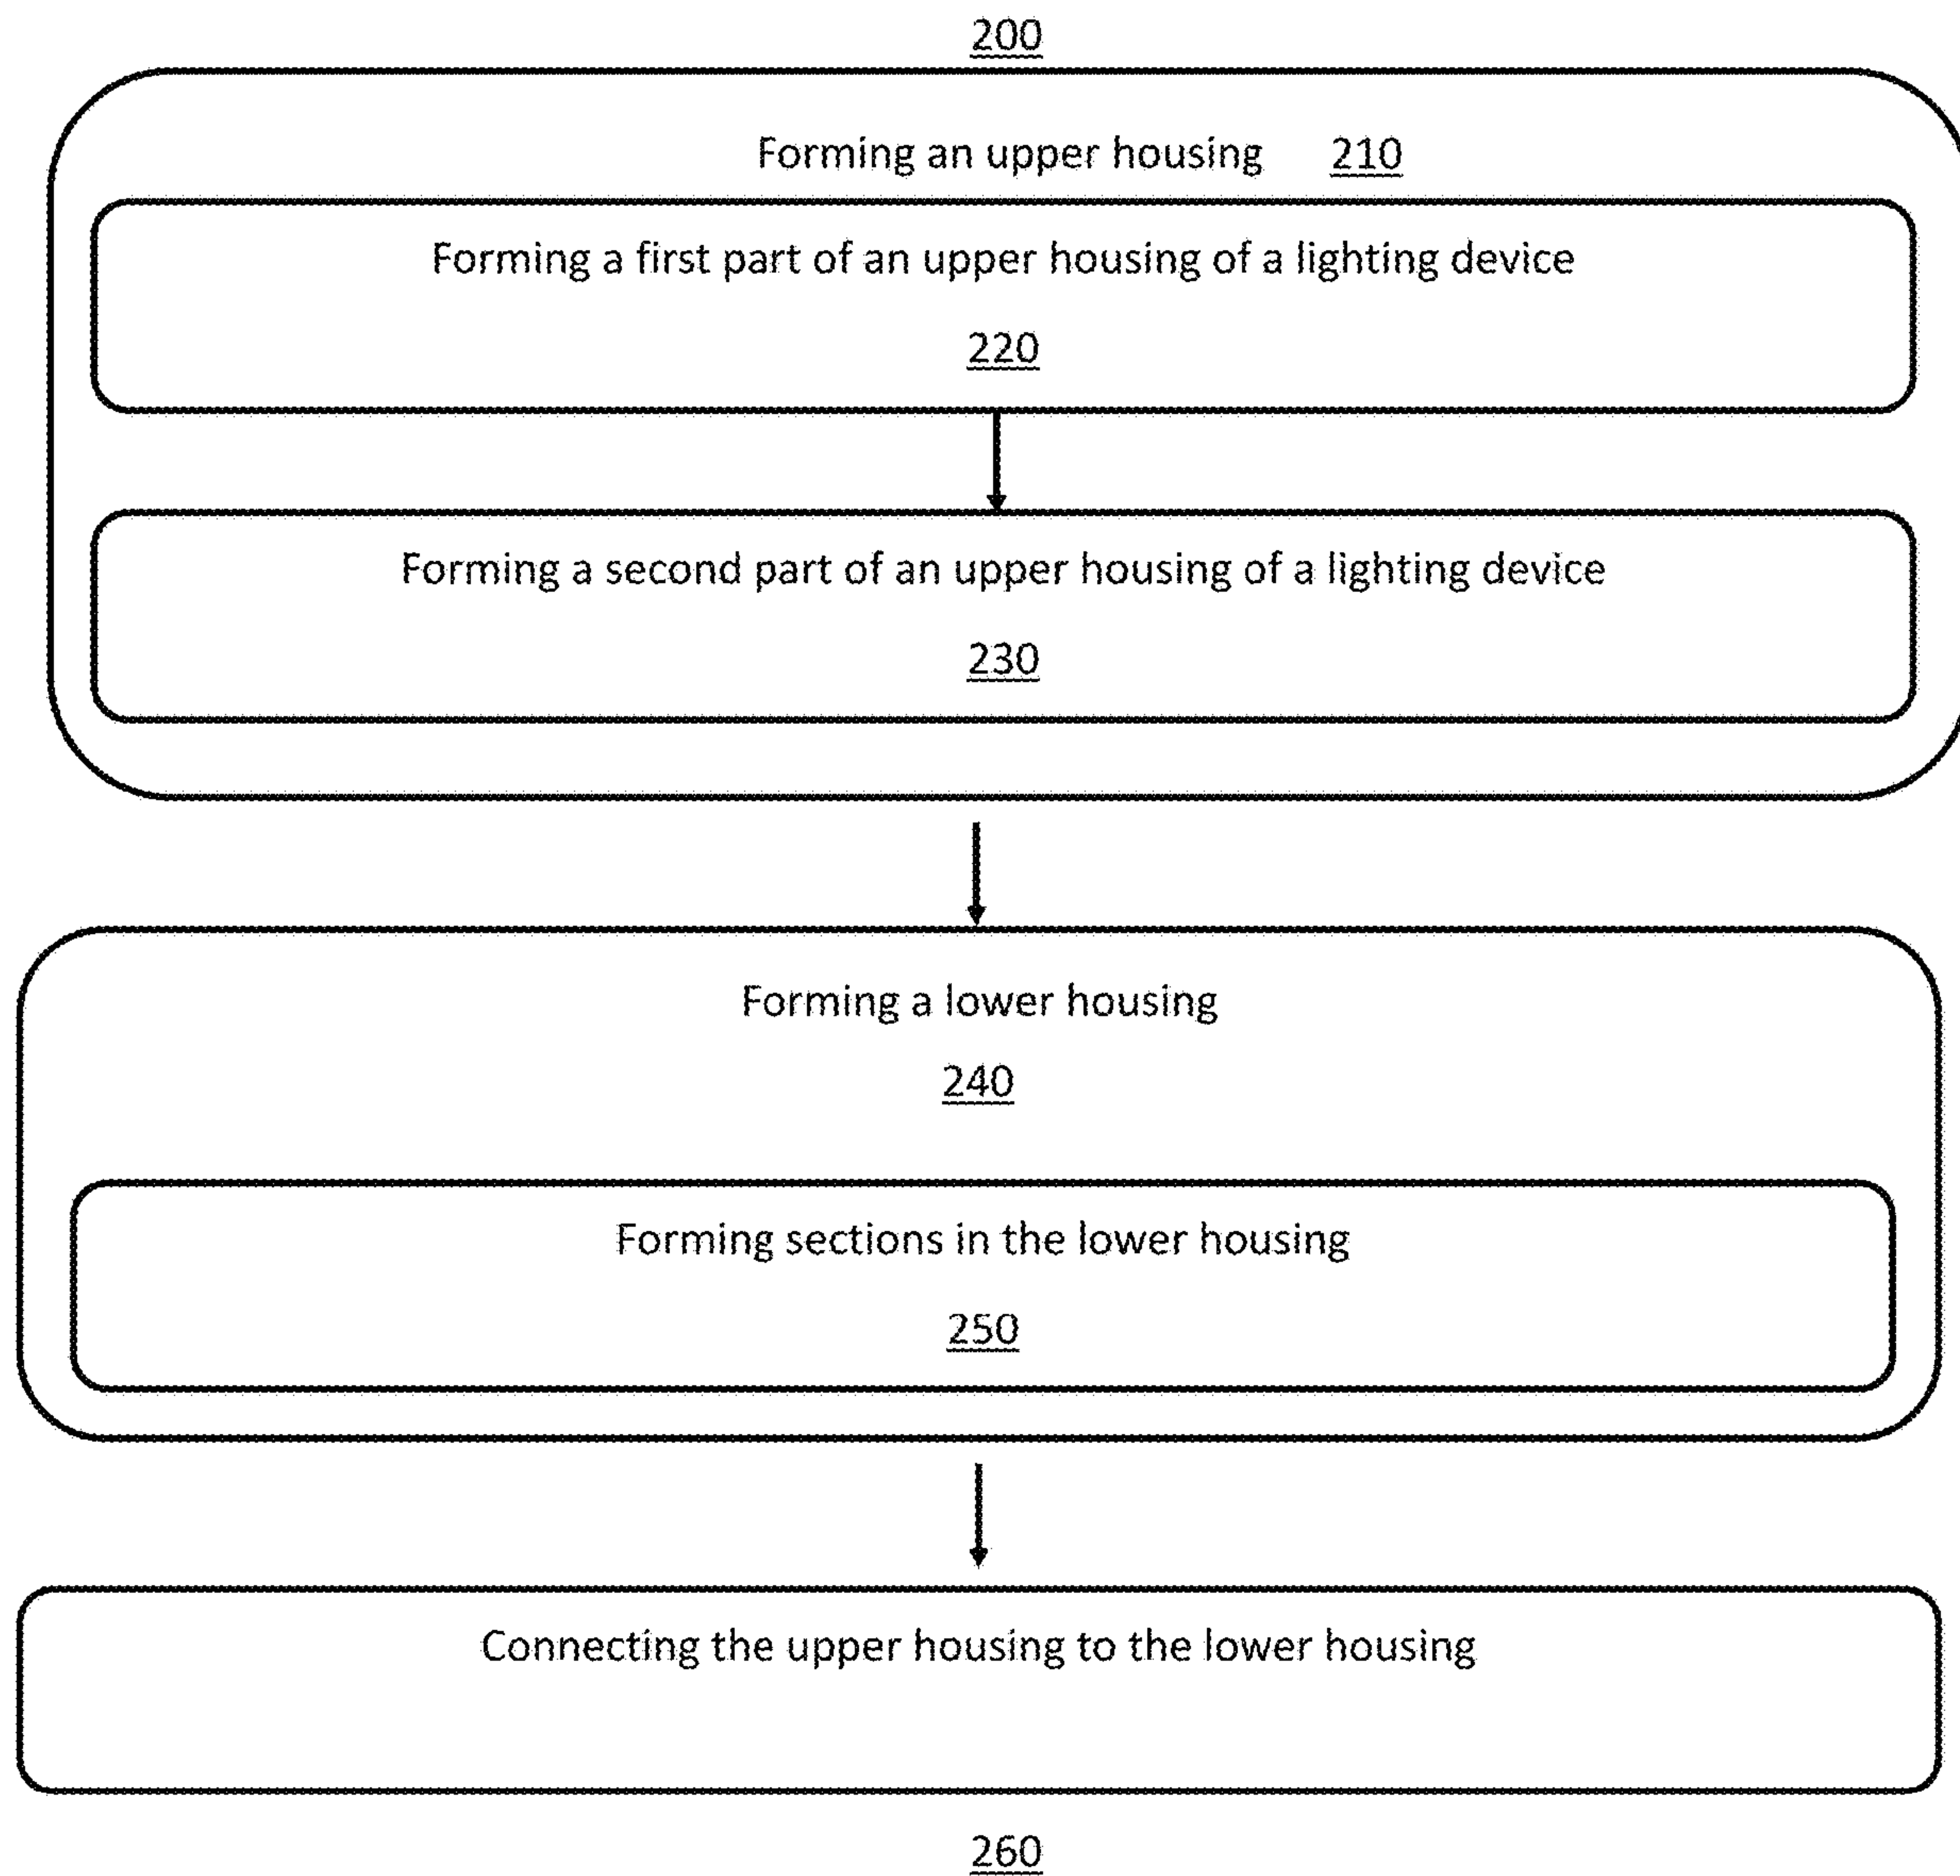 200
Forming an upper housing 210
Forming a first part of an upper housing of a lighting device
220
Forming a second part of an upper housing of a lighting device
230
Forming a lower housing
240
Forming sections in the lower housing
250
Connecting the upper housing to the lower housing
260